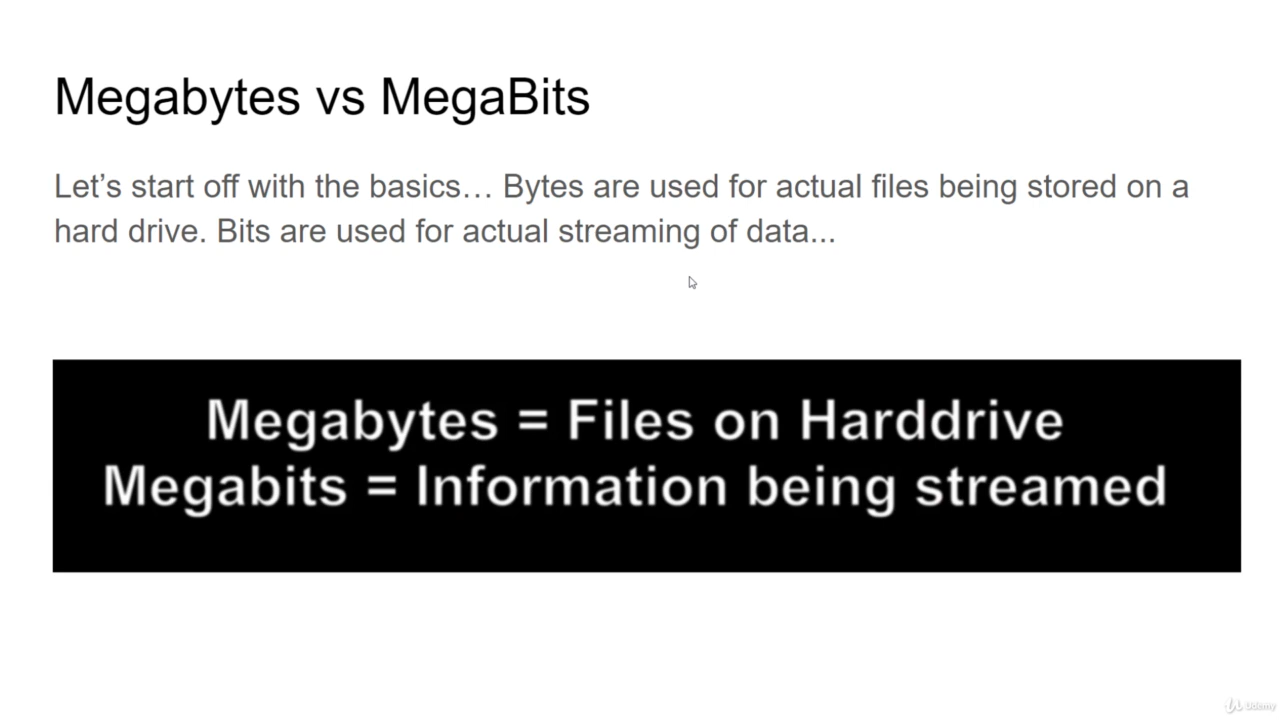 Megabytes vs MegaBits
Let’s start off with the basics… Bytes are used for actual files being stored on a
hard drive. Bits are used for actual streaming of data...
Megabytes = Files on Harddrive
Megabits = Information being streamed
Udemy